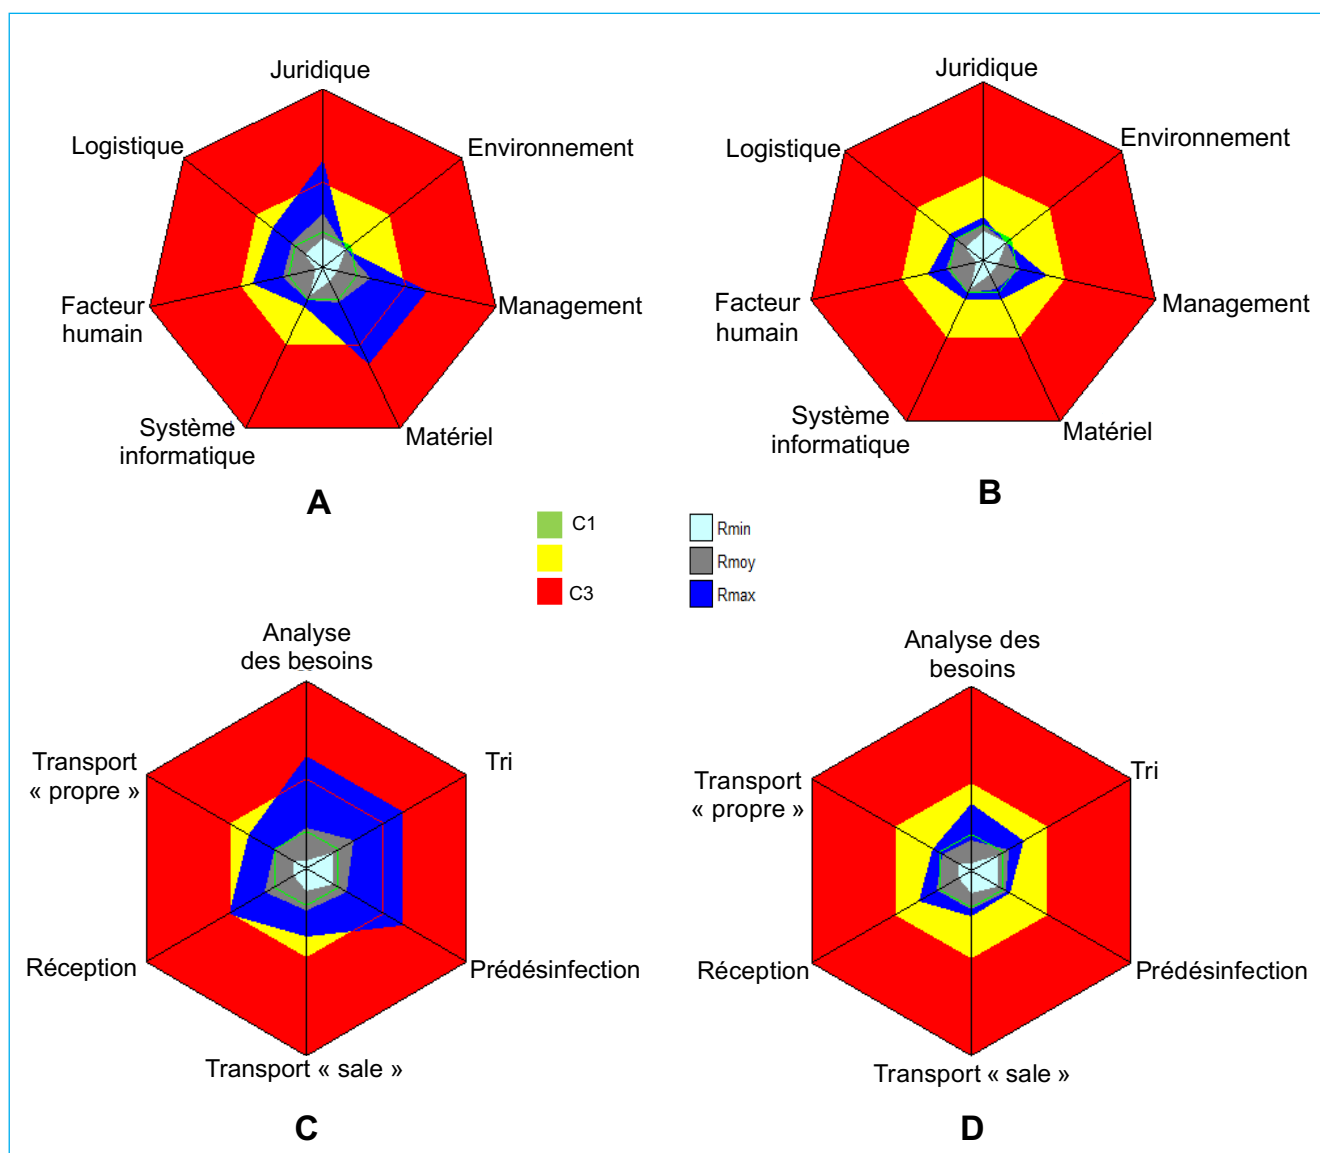 Juridique
Logistique
Environnement
Facteur
humain
Management
Système
informatique
Matériel
A
Juridique
Logistique
Environnement
Facteur
humain
Management
Système
informatique
Matériel
B
C1
C3
Rmin
Rmoy
Rmax
Analyse
des besoins
Transport
« propre »
Tri
Réception
Prédésinfection
Transport « sale »
C
Analyse des
besoins
Transport
« propre »
Tri
Réception
Prédésinfection
Transport « sale »
D